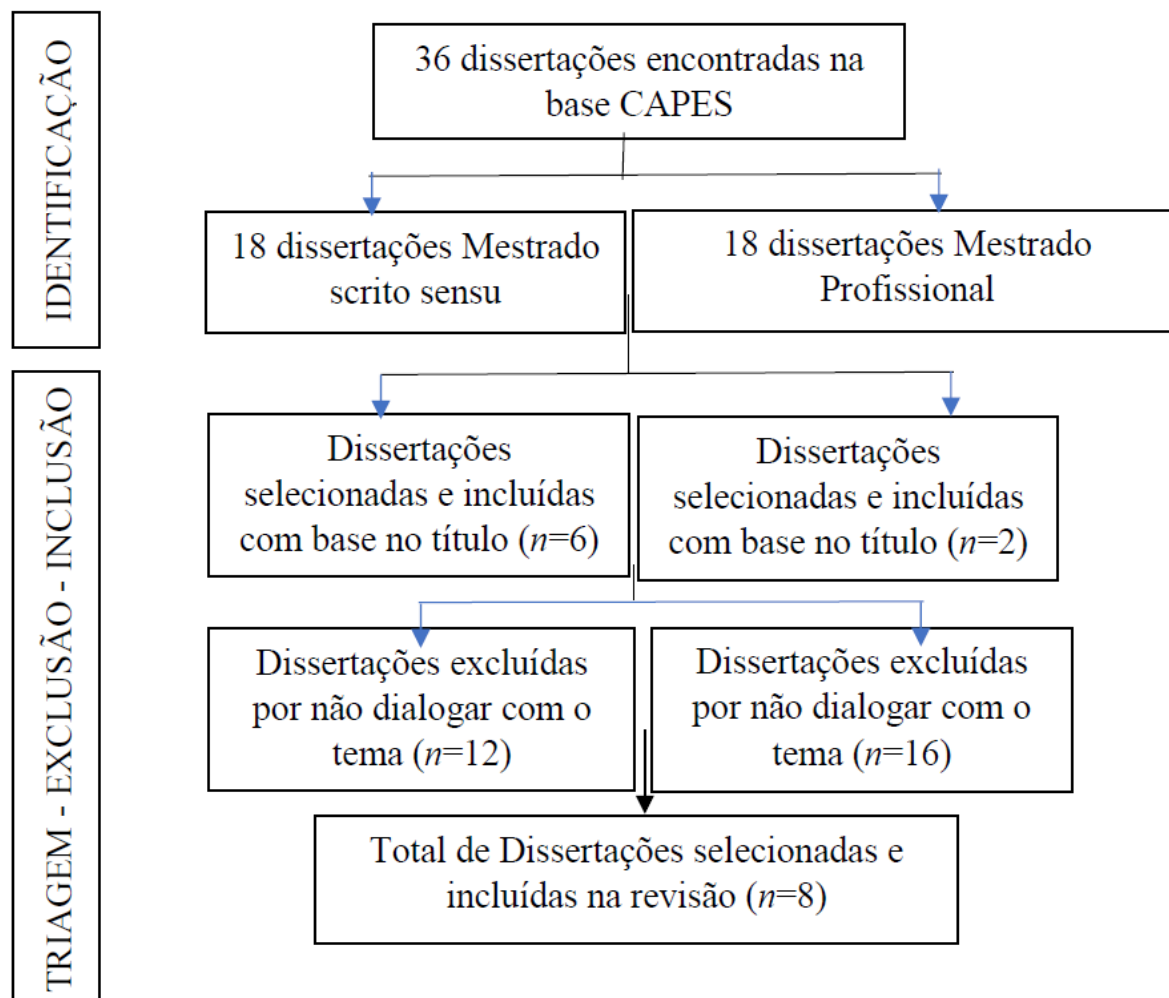 IDENTIFICAÇÃO
36 dissertações encontradas na
base CAPES
18 dissertações Mestrado
scrito sensu
18 dissertações Mestrado
Profissional
TRIAGEM - EXCLUSÃO - INCLUSÃO
Dissertações
selecionadas e incluídas
com base no título (n=6)
Dissertações
selecionadas e incluídas
com base no título (n=2)
Dissertações excluídas
por não dialogar com o
tema (n=12)
Dissertações excluídas
por não dialogar com o
tema (n=16)
Total de Dissertações selecionadas e
incluídas na revisão (n=8)